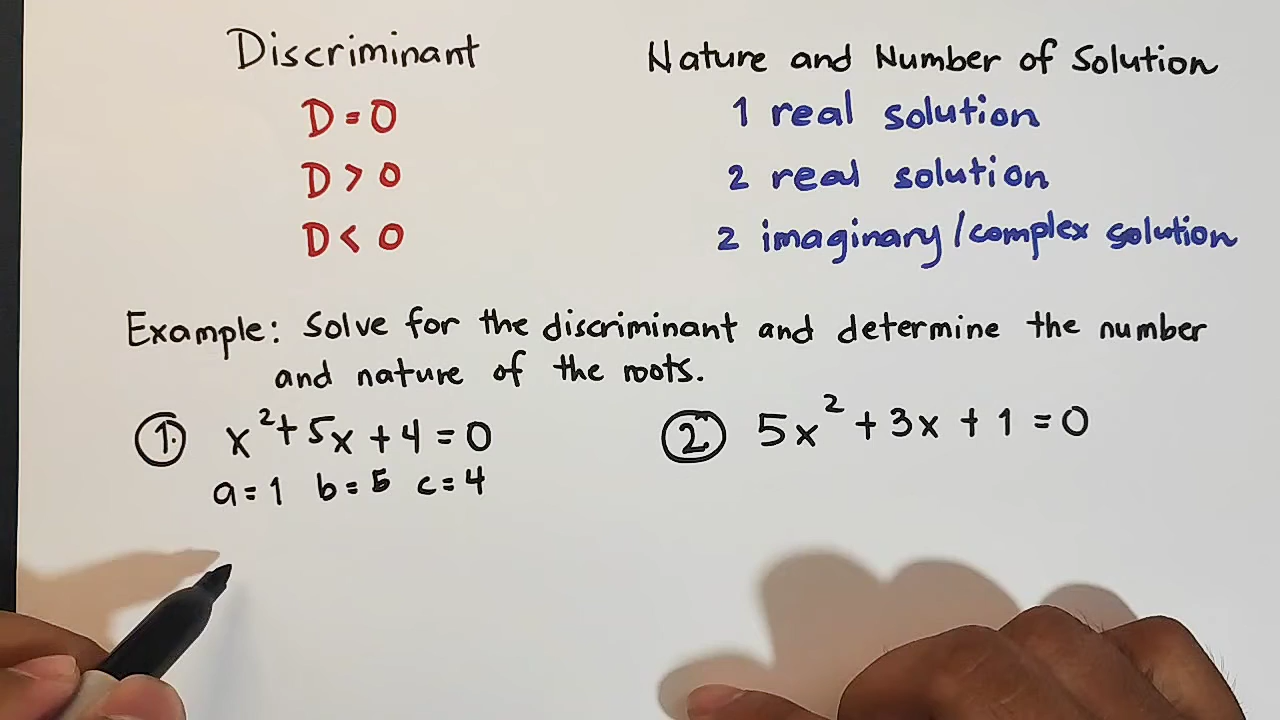 Discriminant Nature and Number of Solution
D = 0 1 real solution
D > 0 2 real solution
D < 0 2 imaginary/complex solution
Example: Solve for the discriminant and determine the number
and nature of the roots.
1. x²+ 5x + 4 = 0 2. 5x² + 3x + 1 = 0
a = 1 b = 5 c = 4